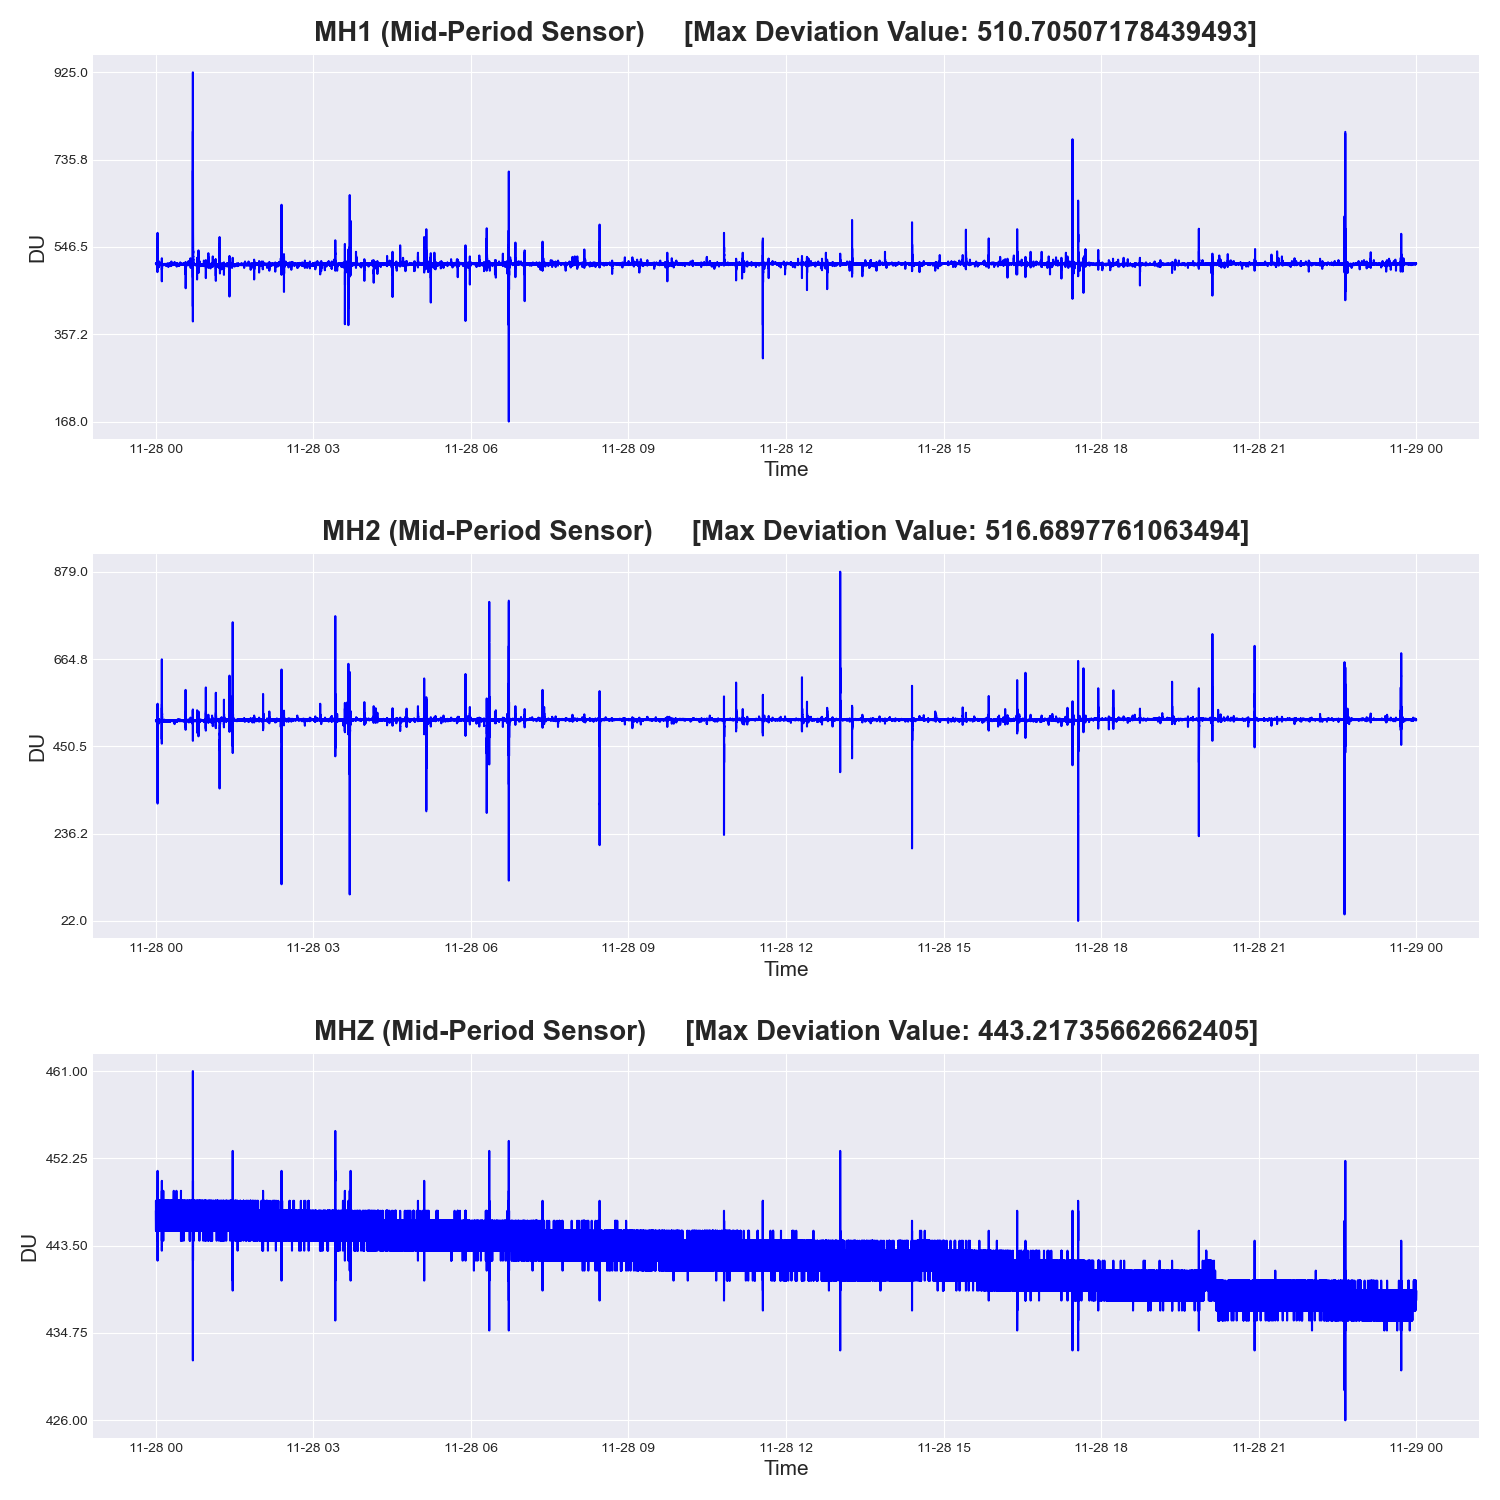 MH1 (Mid-Period Sensor) [Max Deviation Value: 510.70507178439493]
925.0
735.8
546.5
357.2
168.0
DU
11-28 00 11-28 03 11-28 06 11-28 09 11-28 12 11-28 15 11-28 18 11-28 21 11-29 00
Time
MH2 (Mid-Period Sensor) [Max Deviation Value: 516.6897761063494]
879.0
664.8
450.5
236.2
22.0
DU
11-28 00 11-28 03 11-28 06 11-28 09 11-28 12 11-28 15 11-28 18 11-28 21 11-29 00
Time
MHZ (Mid-Period Sensor) [Max Deviation Value: 443.21735662662405]
461.00
452.25
443.50
434.75
426.00
DU
11-28 00 11-28 03 11-28 06 11-28 09 11-28 12 11-28 15 11-28 18 11-28 21 11-29 00
Time